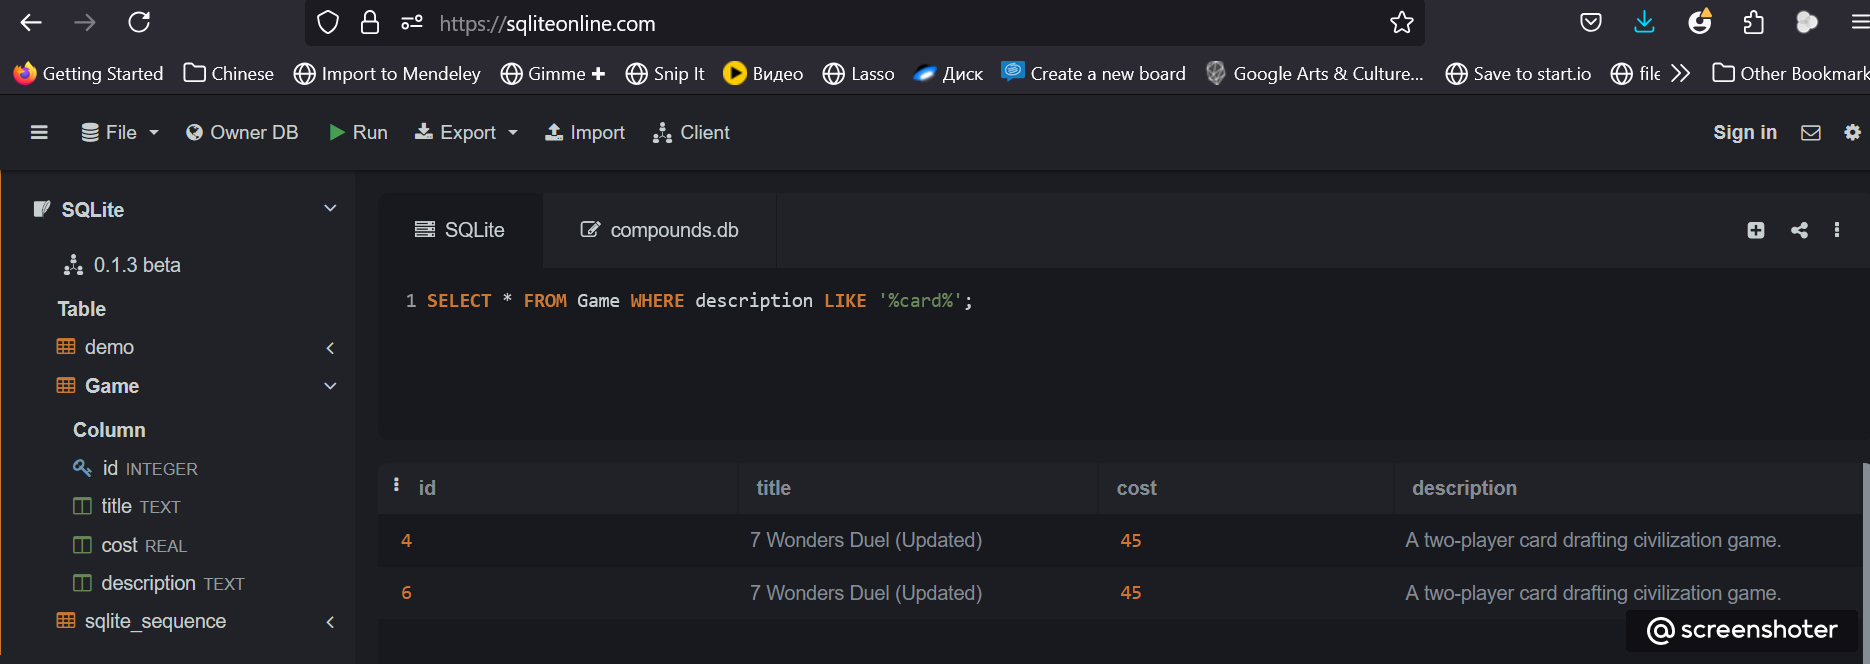 https://sqliteonline.com
Getting Started Chinese Import to Mendeley Gimme + Snip It Видео Lasso Диск Create a new board Google Arts & Culture... Save to start.io file Other Bookmark
File Owner DB Run Export Import Client Sign in
SQLite
0.1.3 beta
Table
demo
Game
Column
id INTEGER
title TEXT
cost REAL
description TEXT
sqlite_sequence
SQLite compounds.db
1 SELECT * FROM Game WHERE description LIKE '%card%';
id title cost description
4 7 Wonders Duel (Updated) 45 A two-player card drafting civilization game.
6 7 Wonders Duel (Updated) 45 A two-player card drafting civilization game.
@screenshoter